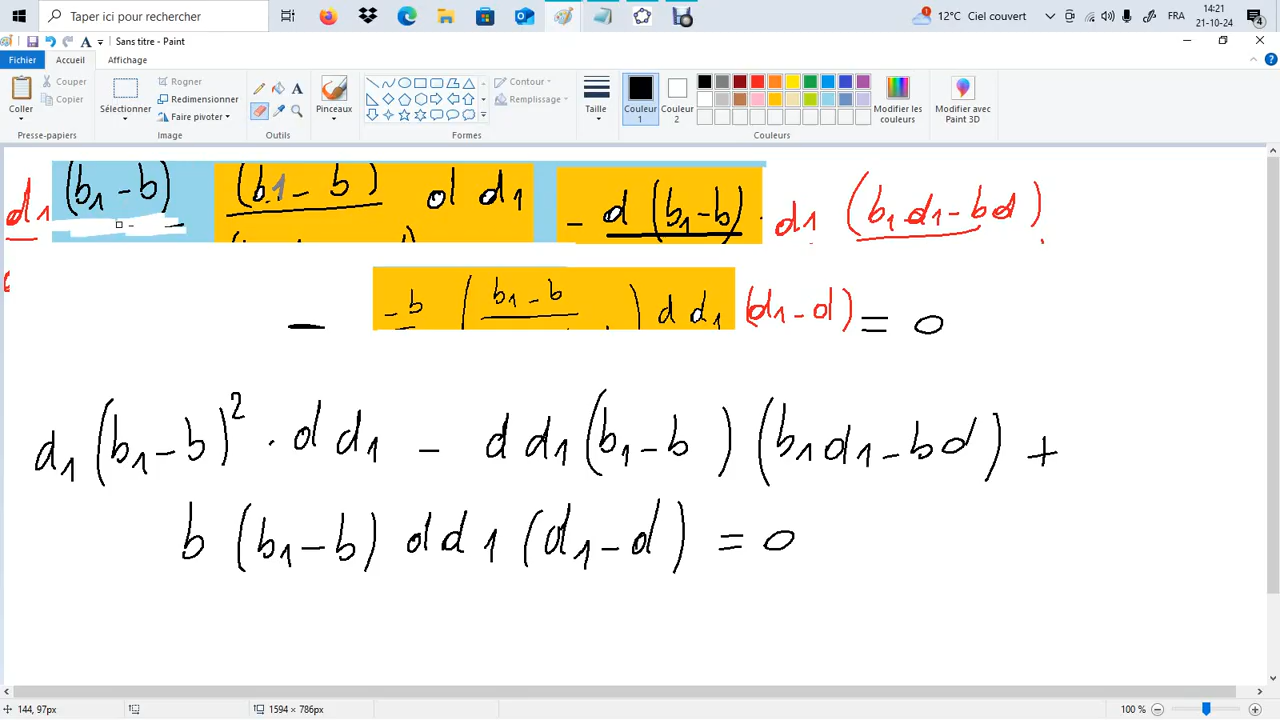 Taper ici pour rechercher
12°C Ciel couvert FRA 14:21 21-10-24
Sans titre - Paint
Fichier Accueil Affichage
Coller Couper Copier Presse-papiers
Sélectionner Rogner Redimensionner Faire pivoter Image
Outils
Pinceaux
Contour Remplissage Formes
Taille
Couleur 1 Couleur 2 Modifier les couleurs Couleurs
Modifier avec Paint 3D
d1 (b1 - b) (b1 - b) d d1 - d (b1-b) . d1 (b1 d1 - bd)
- -b ( b1 - b ) d d1 (d1 - d) = 0
d1 (b1 - b)² . d d1 - d d1 (b1 - b) (b1 d1 - bd) +
b (b1 - b) d d1 (d1 - d) = 0
144, 97px 1594 × 786px 100 %